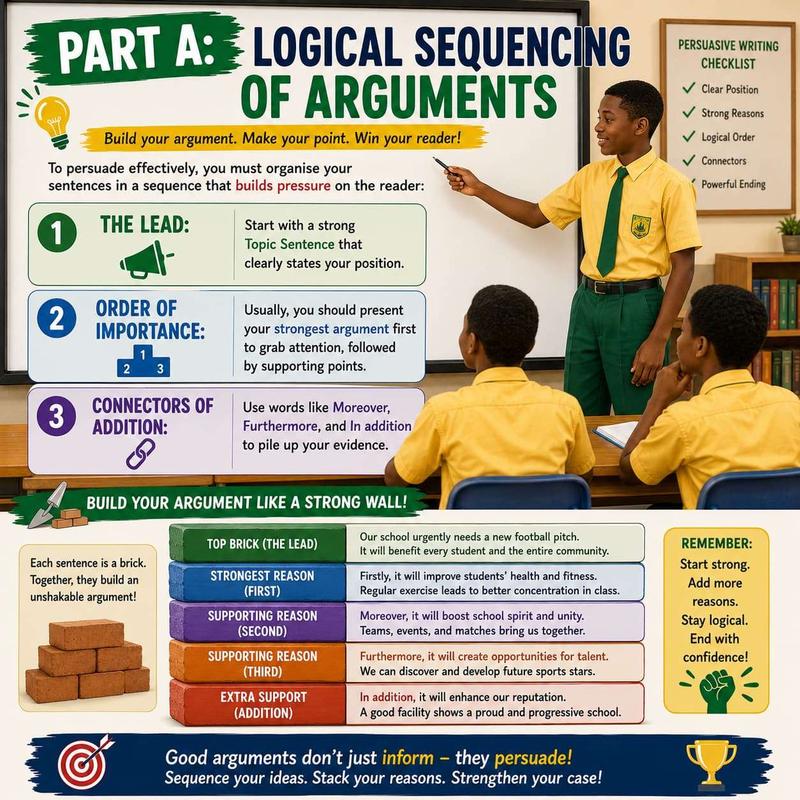 PART A: LOGICAL SEQUENCING
OF ARGUMENTS
Build your argument. Make your point. Win your reader!
To persuade effectively, you must organise your
sentences in a sequence that builds pressure on the reader:
1
THE LEAD:
Start with a strong
Topic Sentence that
clearly states your position.
2
ORDER OF
IMPORTANCE:
1
2 3
Usually, you should present
your strongest argument first
to grab attention, followed
by supporting points.
3
CONNECTORS OF
ADDITION:
Use words like Moreover,
Furthermore, and In addition
to pile up your evidence.
PERSUASIVE WRITING
CHECKLIST
✓ Clear Position
✓ Strong Reasons
✓ Logical Order
✓ Connectors
✓ Powerful Ending
BUILD YOUR ARGUMENT LIKE A STRONG WALL!
Each sentence is a brick.
Together, they build an
unshakable argument!
TOP BRICK (THE LEAD)
Our school urgently needs a new football pitch.
It will benefit every student and the entire community.
STRONGEST REASON
(FIRST)
Firstly, it will improve students' health and fitness.
Regular exercise leads to better concentration in class.
SUPPORTING REASON
(SECOND)
Moreover, it will boost school spirit and unity.
Teams, events, and matches bring us together.
SUPPORTING REASON
(THIRD)
Furthermore, it will create opportunities for talent.
We can discover and develop future sports stars.
EXTRA SUPPORT
(ADDITION)
In addition, it will enhance our reputation.
A good facility shows a proud and progressive school.
REMEMBER:
Start strong.
Add more
reasons.
Stay logical.
End with
confidence!
Good arguments don't just inform – they persuade!
Sequence your ideas. Stack your reasons. Strengthen your case!